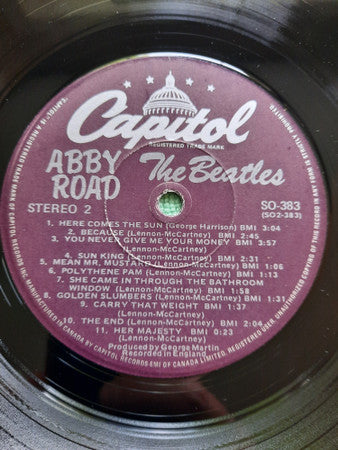 Capitol
REGISTERED TRADE MARK
ABBY ROAD
The Beatles
STEREO 2
SO-383
(SO2-383)
1. HERE COMES THE SUN (George Harrison) BMI 3:04
2. BECAUSE (Lennon-McCartney) BMI 2:45
3. YOU NEVER GIVE ME YOUR MONEY BMI 3:57
(Lennon-McCartney)
4. SUN KING (Lennon-McCartney) BMI 2:31
5. MEAN MR. MUSTARD (Lennon-McCartney) BMI 1:06
6. POLYTHENE PAM (Lennon-McCartney) BMI 1:13
7. SHE CAME IN THROUGH THE BATHROOM
WINDOW (Lennon-McCartney) BMI 1:58
8. GOLDEN SLUMBERS (Lennon-McCartney) BMI 1:31
9. CARRY THAT WEIGHT BMI 1:37
(Lennon-McCartney)
10. THE END (Lennon-McCartney) BMI 2:04
11. HER MAJESTY BMI 0:23
(Lennon-McCartney)
Produced by George Martin
Recorded in England